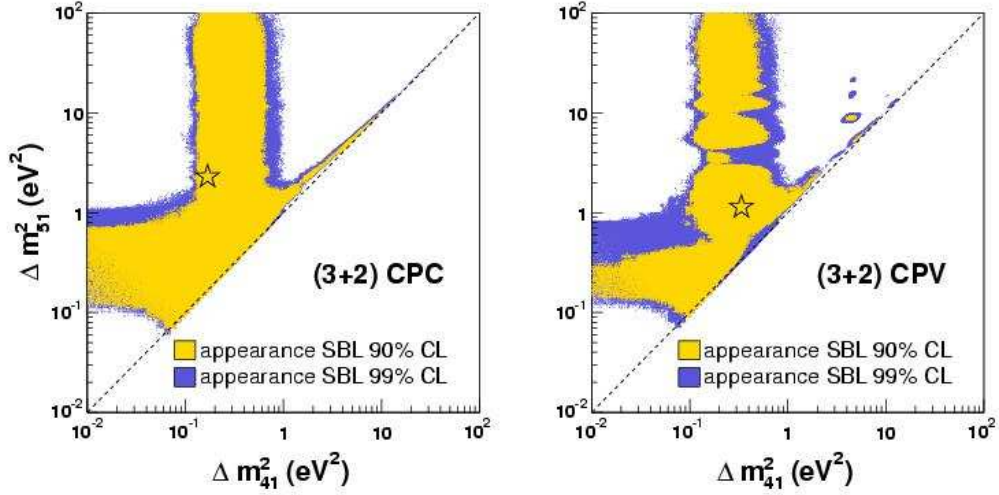 10²
10
1
10⁻¹
10⁻²
Δ m²₅₁ (eV²)
(3+2) CPC
appearance SBL 90% CL
appearance SBL 99% CL
10⁻² 10⁻¹ 1 10 10²
Δ m²₄₁ (eV²)
10²
10
1
10⁻¹
10⁻²
Δ m²₅₁ (eV²)
(3+2) CPV
appearance SBL 90% CL
appearance SBL 99% CL
10⁻² 10⁻¹ 1 10 10²
Δ m²₄₁ (eV²)